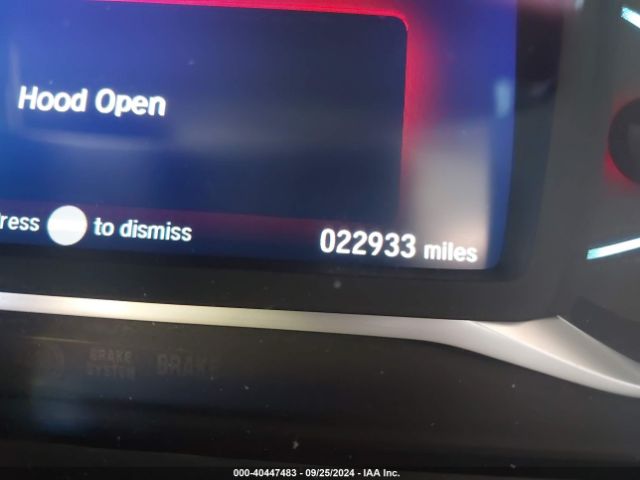 Hood Open
ress to dismiss
022933 miles
BRAKE
SYSTEM
BRAKE
000-40447483 - 09/25/2024 - IAA Inc.